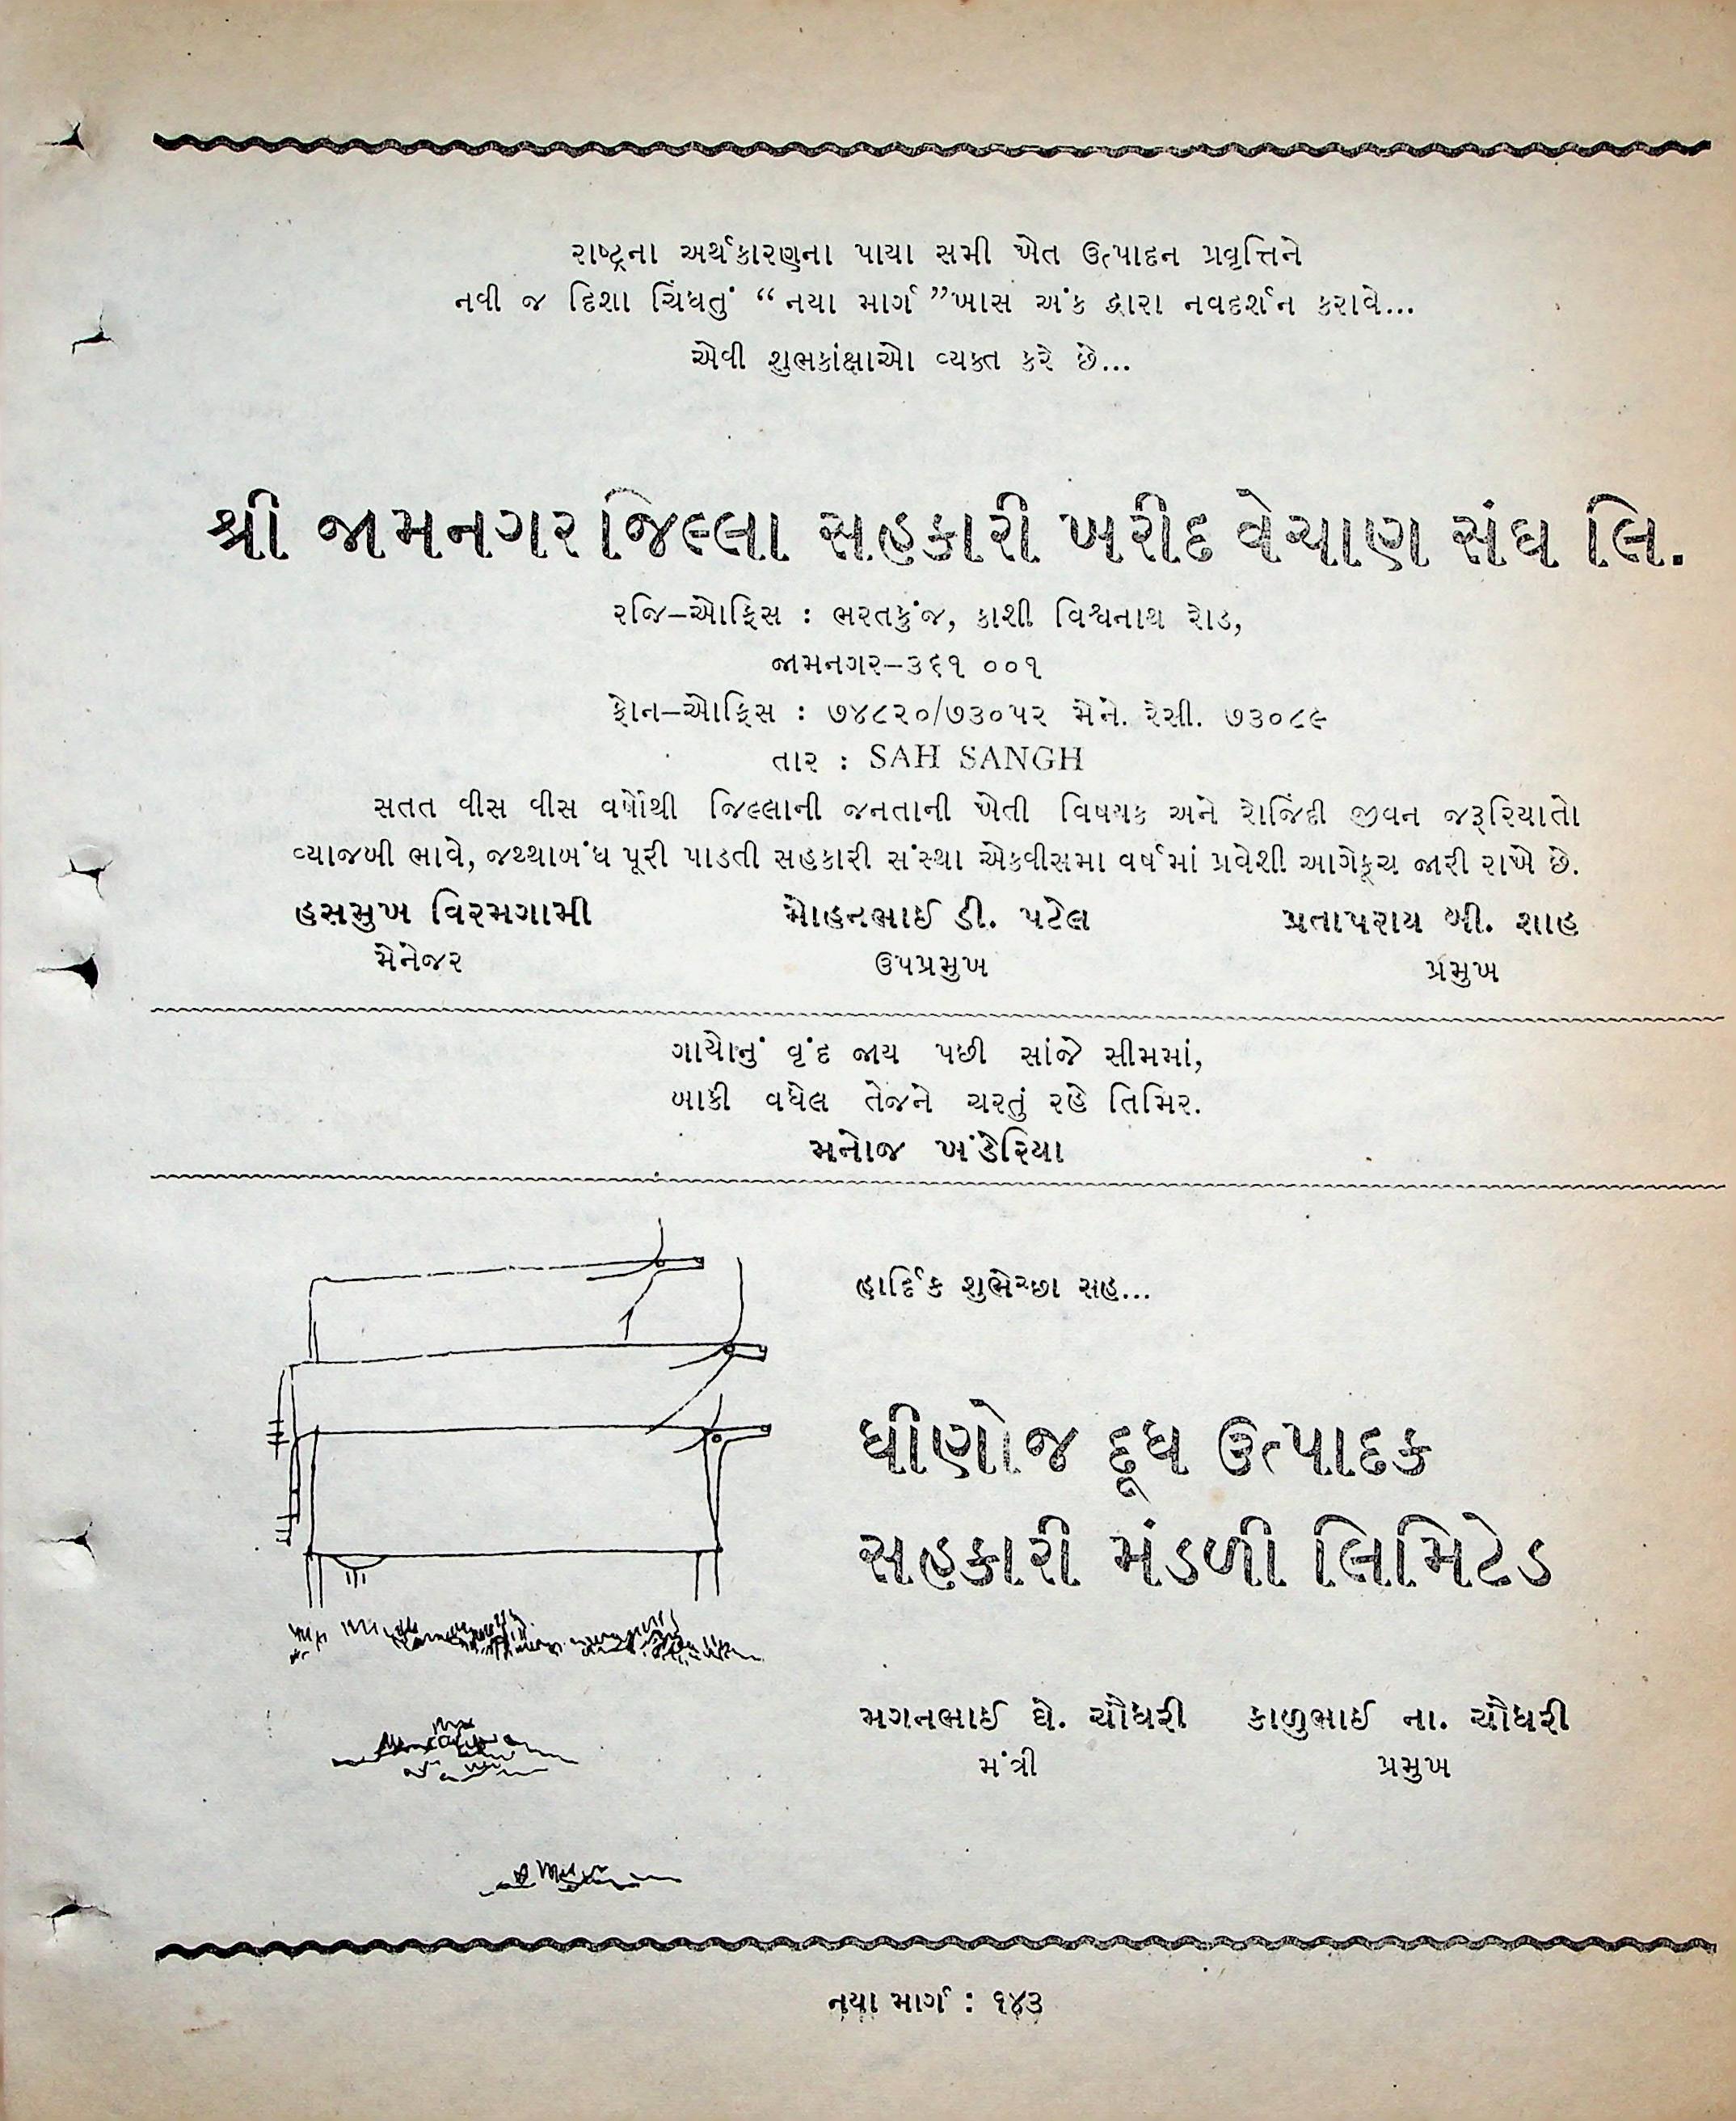 રાષ્ટ્રના અર્થકારણના પાયા સમી ખેત ઉત્પાદન પ્રવૃત્તિને
નવી જ દિશા ચિંધતું “નયા માર્ગ” ખાસ અંક દ્વારા નવદર્શન કરાવે...
એવી શુભકાંક્ષાઓ વ્યક્ત કરે છે...
શ્રી જામનગર જિલ્લા સહકારી ખરીદ વેચાણ સંઘ લિ.
રજિ–ઓફિસ : ભરતકુંજ, કાશી વિશ્વનાથ રોડ,
જામનગર–૩૬૧ ૦૦૧
ફોન–ઓફિસ : ૭૪૮૨૦/૭૩૦૫૨ મેને. રેસી. ૭૩૦૮૯
તાર : SAH SANGH
સતત વીસ વીસ વર્ષોથી જિલ્લાની જનતાની ખેતી વિષયક અને રોજિંદી જીવન જરૂરિયાતો
વ્યાજબી ભાવે, જથ્થાબંધ પૂરી પાડતી સહકારી સંસ્થા એકવીસમા વર્ષમાં પ્રવેશી આગેકૂચ જારી રાખે છે.
હસમુખ વિરમગામી મોહનભાઈ ડી. પટેલ પ્રતાપરાય બી. શાહ
મેનેજર ઉપપ્રમુખ પ્રમુખ
ગાયોનું વૃંદ જાય પછી સાંજે સીમમાં,
બાકી વધેલ તેજને ચરતું રહે તિમિર.
મનોજ ખંડેરિયા
હાર્દિક શુભેચ્છા સહ...
ધીણોજ દૂધ ઉત્પાદક
સહકારી મંડળી લિમિટેડ
મગનભાઈ ઘે. ચૌધરી કાળુભાઈ ના. ચૌધરી
મંત્રી પ્રમુખ
નયા માર્ગ : ૧૪૩